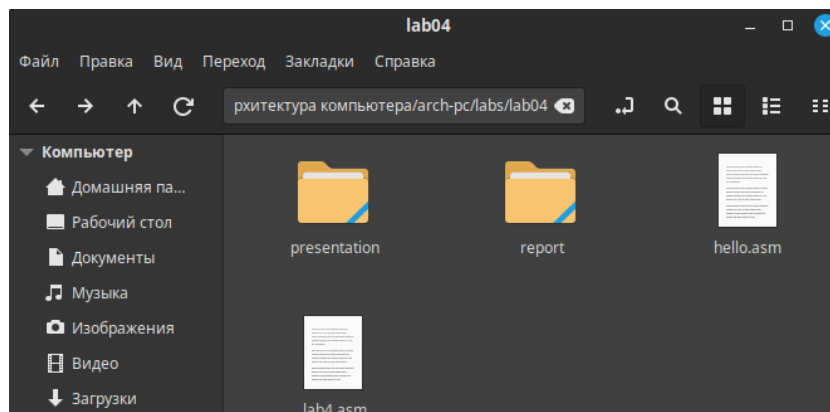 lab04
Файл Правка Вид Переход Закладки Справка
рхитектура компьютера/arch-pc/labs/lab04
Компьютер
Домашняя па...
Рабочий стол
Документы
Музыка
Изображения
Видео
Загрузки
presentation
report
hello.asm
lab4.asm